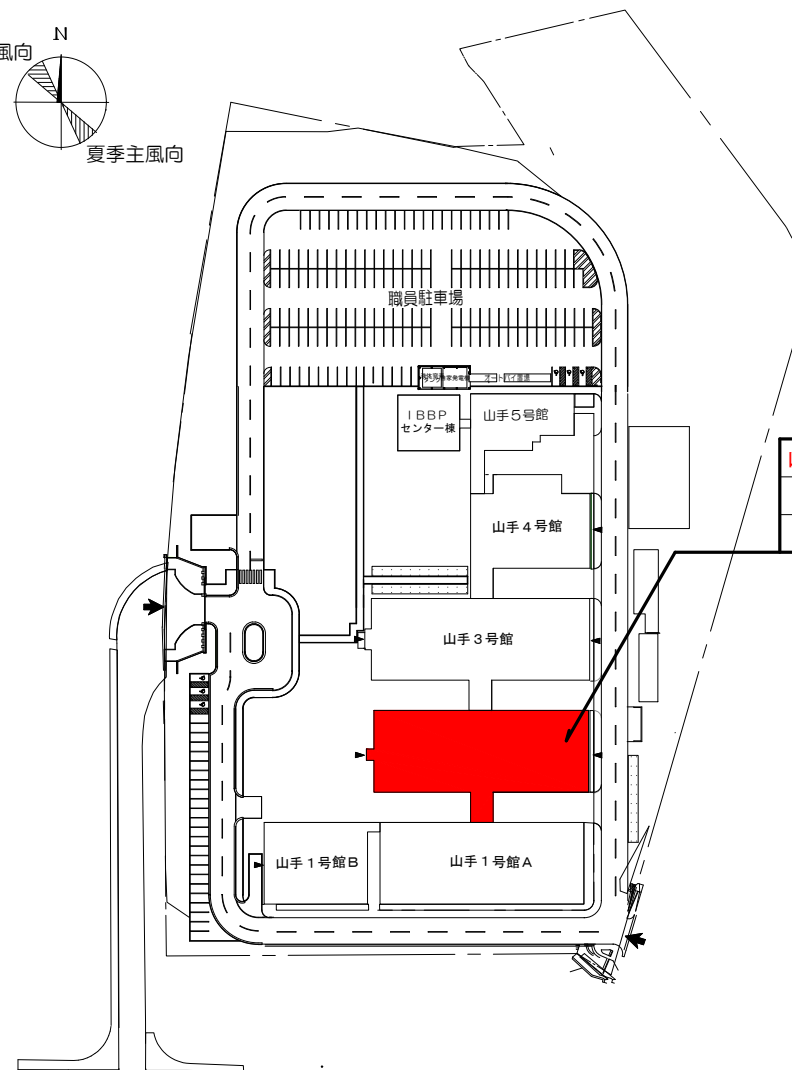 N
風向
夏季主風向
職員駐車場
オートバイ置場
IBBP
センター棟
山手5号館
山手4号館
山手3号館
山手1号館B
山手1号館A